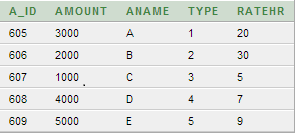 A_ID AMOUNT ANAME TYPE RATEHR
605 3000 A 1 20
606 2000 B 2 30
607 1000 C 3 5
608 4000 D 4 7
609 5000 E 5 9